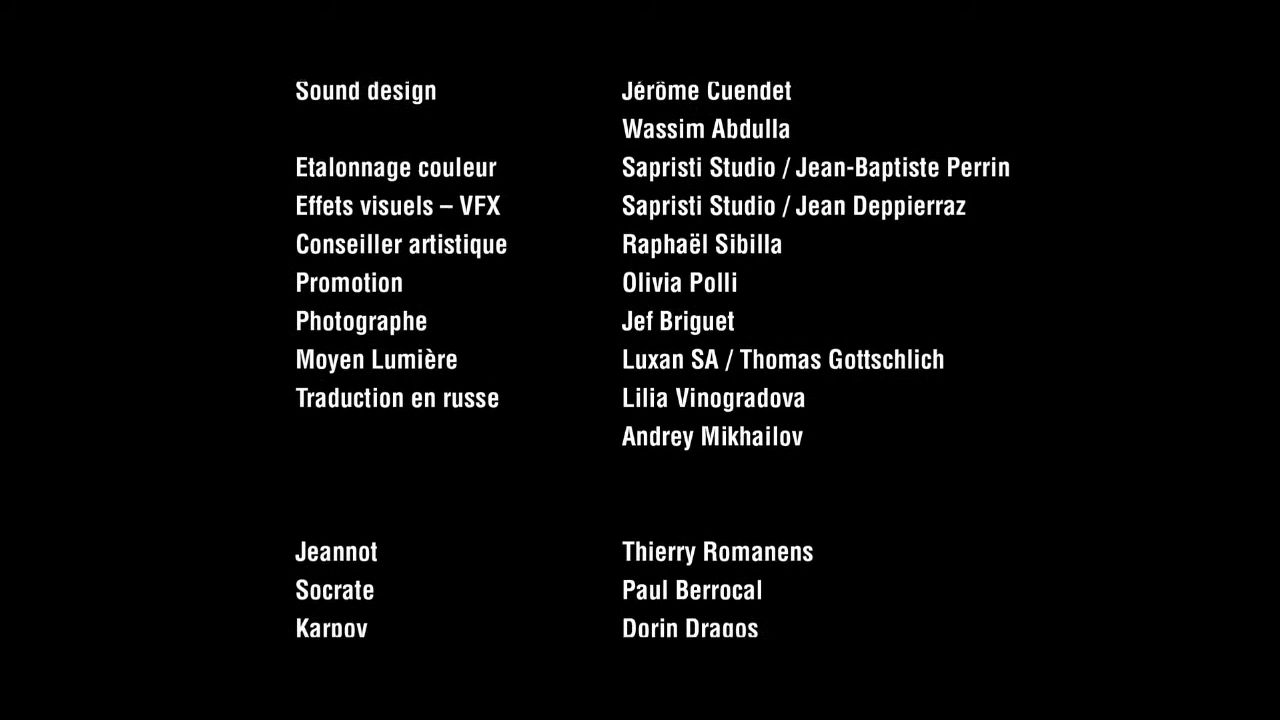 Sound design Jérôme Cuendet
Wassim Abdulla
Etalonnage couleur Sapristi Studio / Jean-Baptiste Perrin
Effets visuels – VFX Sapristi Studio / Jean Deppierraz
Conseiller artistique Raphaël Sibilla
Promotion Olivia Polli
Photographe Jef Briguet
Moyen Lumière Luxan SA / Thomas Gottschlich
Traduction en russe Lilia Vinogradova
Andrey Mikhailov
Jeannot Thierry Romanens
Socrate Paul Berrocal
Karpov Dorin Dragos